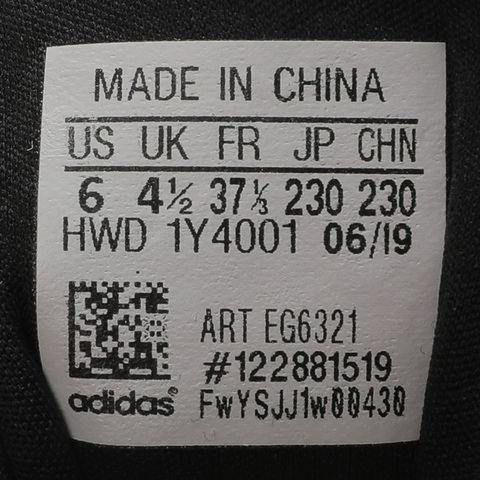 MADE IN CHINA
US UK FR JP CHN
6 4½ 37⅓ 230 230
HWD 1Y4001 06/19
ART EG6321
#122881519
adidas® FwYSJJ1w00430